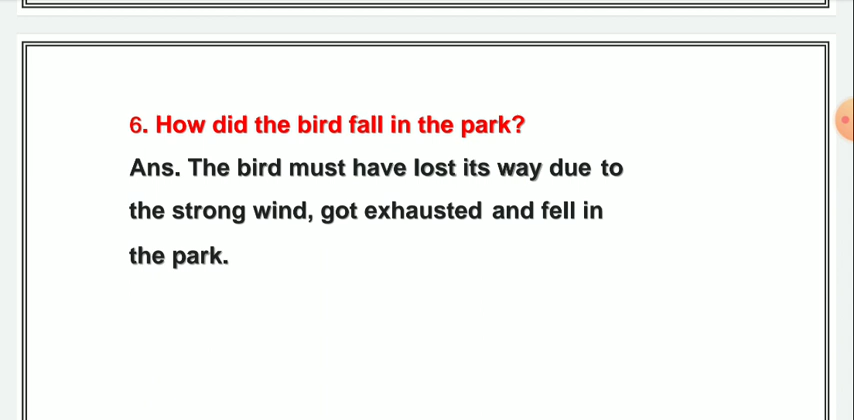 6. How did the bird fall in the park?
Ans. The bird must have lost its way due to
the strong wind, got exhausted and fell in
the park.